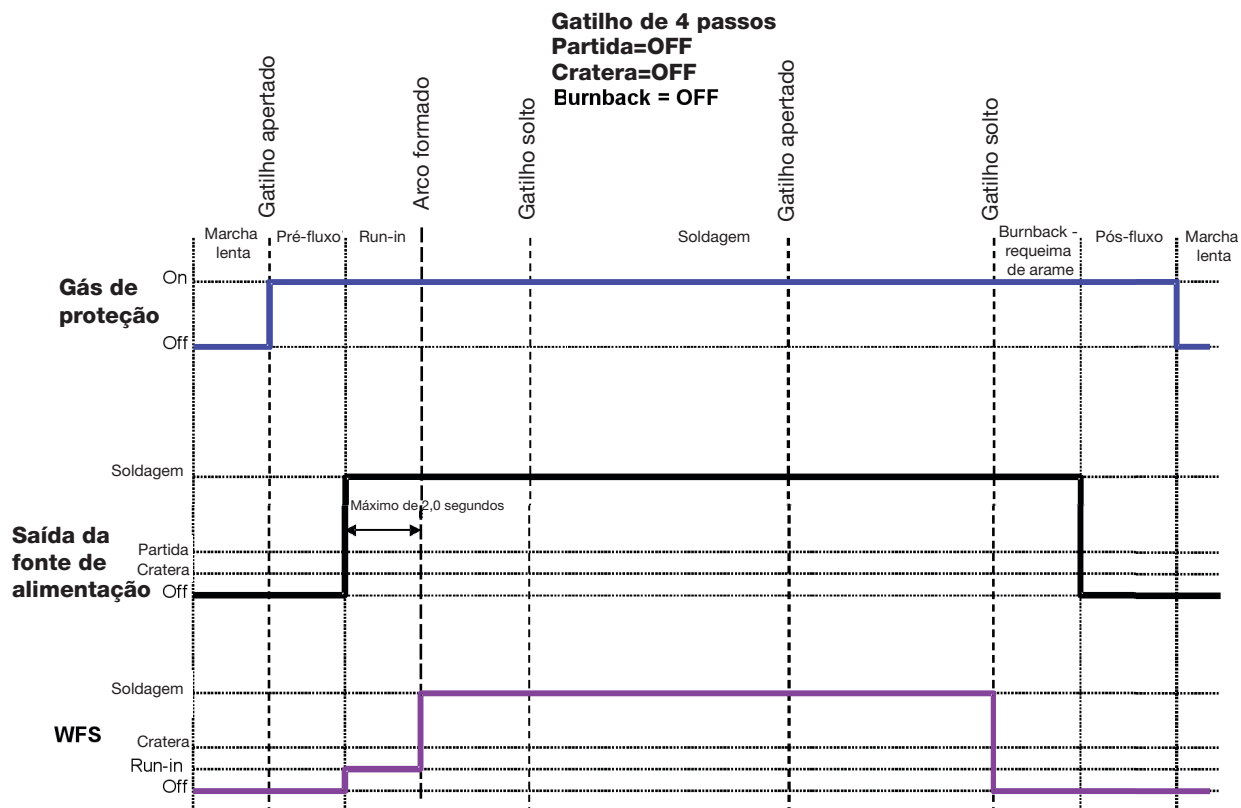 Gatilho de 4 passos
Partida=OFF
Cratera=OFF
Burnback = OFF
Gatilho apertado
Arco formado
Gatilho solto
Gatilho apertado
Gatilho solto
Marcha
lenta
Pré-fluxo
Run-in
Soldagem
Burnback -
requeima
de arame
Pós-fluxo
Marcha
lenta
Gás de
proteção
On
Off
Soldagem
Máximo de 2,0 segundos
Saída da
fonte de
alimentação
Partida
Cratera
Off
Soldagem
WFS
Cratera
Run-in
Off